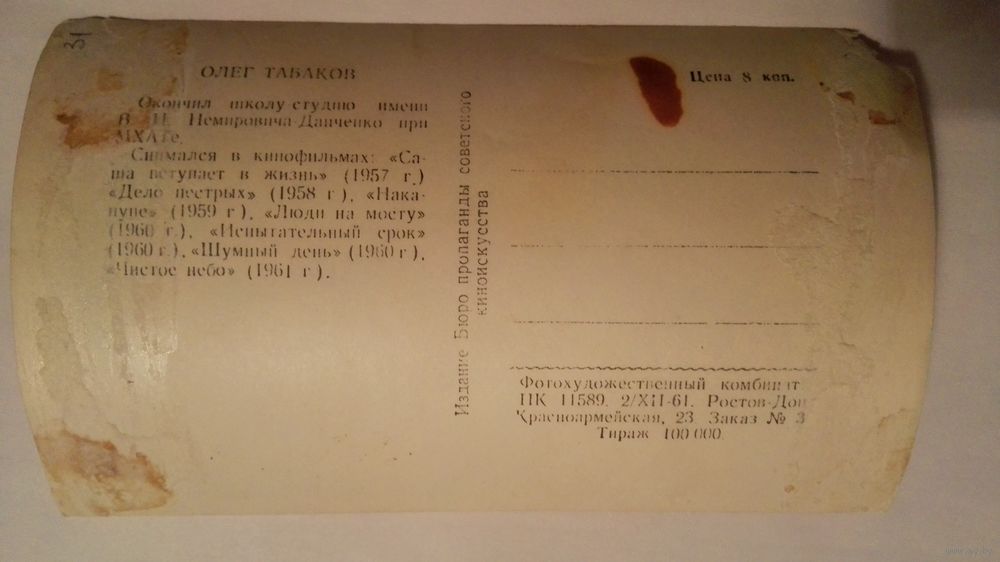 31
ОЛЕГ ТАБАКОВ
Окончил школу-студию имени
В. И. Немировича-Данченко при
МХАТе.
Снимался в кинофильмах: «Са-
ша вступает в жизнь» (1957 г.)
«Дело пестрых» (1958 г.), «Нака-
нуне» (1959 г.), «Люди на мосту»
(1960 г.), «Испытательный срок»
(1960 г.), «Шумный день» (1960 г.),
«Чистое небо» (1961 г.).
Издание Бюро пропаганды советского
киноискусства
Цена 8 коп.
Фотохудожественный комбинат
ПК 11589. 2/XII-61. Ростов-Дон
Красноармейская, 23. Заказ № 3
Тираж 100 000.